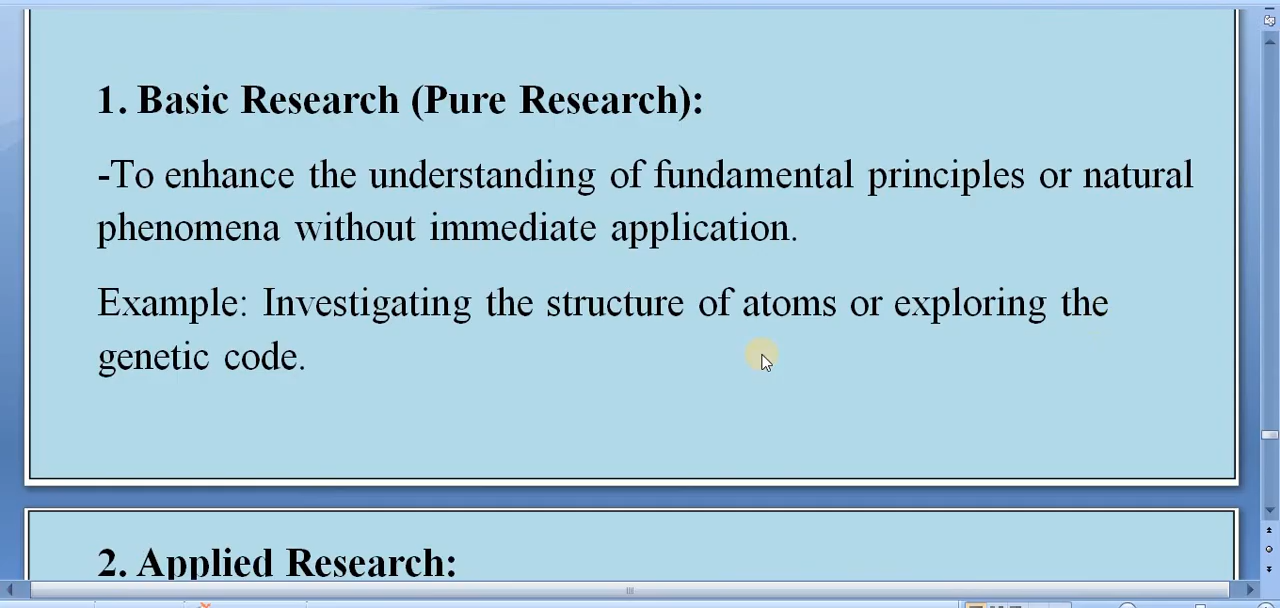 1. Basic Research (Pure Research):
-To enhance the understanding of fundamental principles or natural
phenomena without immediate application.
Example: Investigating the structure of atoms or exploring the
genetic code.
2. Applied Research: